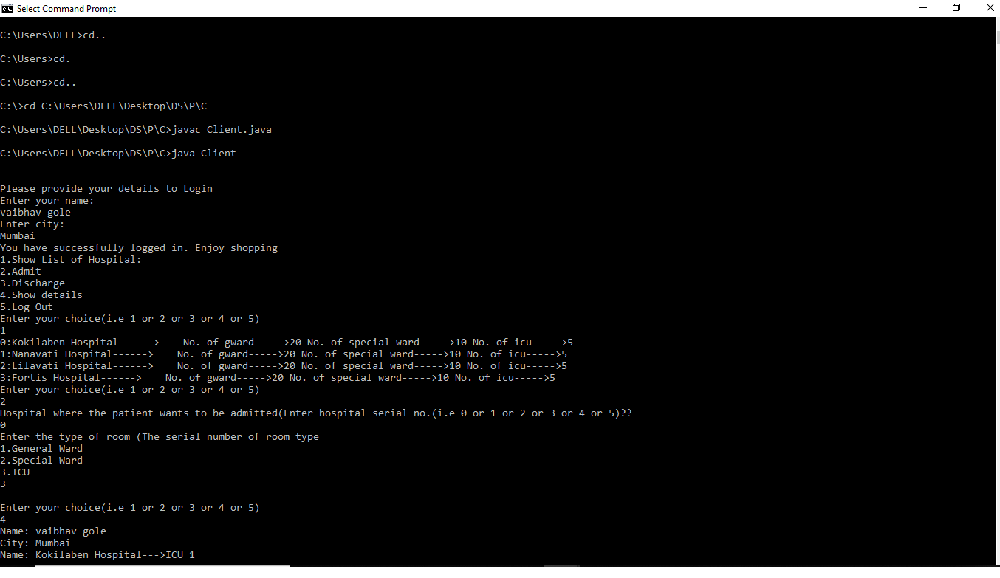 Select Command Prompt
C:\Users\DELL>cd..
C:\Users>cd.
C:\Users>cd..
C:\>cd C:\Users\DELL\Desktop\DS\P\C
C:\Users\DELL\Desktop\DS\P\C>javac Client.java
C:\Users\DELL\Desktop\DS\P\C>java Client
Please provide your details to Login
Enter your name:
vaibhav gole
Enter city:
Mumbai
You have successfully logged in. Enjoy shopping
1.Show List of Hospital:
2.Admit
3.Discharge
4.Show details
5.Log Out
Enter your choice(i.e 1 or 2 or 3 or 4 or 5)
1
0:Kokilaben Hospital------>    No. of gward----->20 No. of special ward----->10 No. of icu----->5
1:Nanavati Hospital------>    No. of gward----->20 No. of special ward----->10 No. of icu----->5
2:Lilavati Hospital------>    No. of gward----->20 No. of special ward----->10 No. of icu----->5
3:Fortis Hospital------>    No. of gward----->20 No. of special ward----->10 No. of icu----->5
Enter your choice(i.e 1 or 2 or 3 or 4 or 5)
2
Hospital where the patient wants to be admitted(Enter hospital serial no.(i.e 0 or 1 or 2 or 3 or 4 or 5)??
0
Enter the type of room (The serial number of room type
1.General Ward
2.Special Ward
3.ICU
3
Enter your choice(i.e 1 or 2 or 3 or 4 or 5)
4
Name: vaibhav gole
City: Mumbai
Name: Kokilaben Hospital--->ICU 1